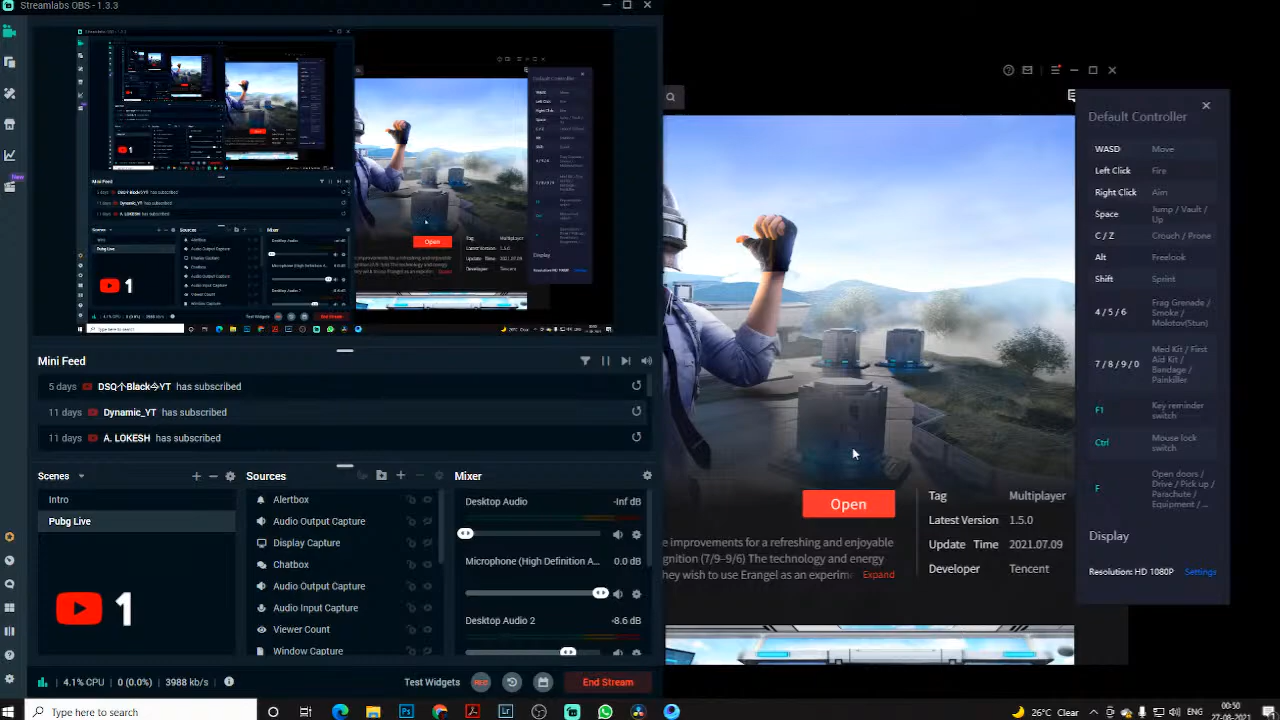 Streamlabs OBS - 1.3.3
New
Mini Feed
5 days DSQ个Black今YT has subscribed
11 days Dynamic_YT has subscribed
11 days A. LOKESH has subscribed
Scenes
Intro
Pubg Live
1
Sources
Alertbox
Audio Output Capture
Display Capture
Chatbox
Audio Output Capture
Audio Input Capture
Viewer Count
Window Capture
Mixer
Desktop Audio -Inf dB
Microphone (High Definition A... 0.0 dB
Desktop Audio 2 -8.6 dB
4.1% CPU 0 (0.0%) 3988 kb/s
Test Widgets REC End Stream
Open
e improvements for a refreshing and enjoyable
gnition (7/9-9/6) The technology and energy
hey wish to use Erangel as an experim Expand
Tag Multiplayer
Latest Version 1.5.0
Update Time 2021.07.09
Developer Tencent
Default Controller
WASD Move
Left Click Fire
Right Click Aim
Space Jump / Vault / Up
C / Z Crouch / Prone
Alt Freelook
Shift Sprint
4/5/6 Frag Grenade / Smoke / Molotov(Stun)
7/8/9/0 Med Kit / First Aid Kit / Bandage / Painkiller
F1 Key reminder switch
Ctrl Mouse lock switch
F Open doors / Drive / Pick up / Parachute / Equipment / ...
Display
Resolution: HD 1080P Settings
Type here to search
26°C Clear
ENG
00:50
27-08-2021